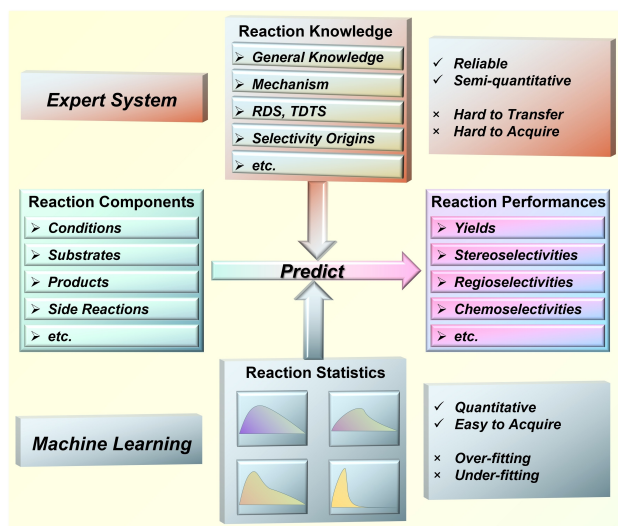 Expert System
Reaction Knowledge
➢ General Knowledge
➢ Mechanism
➢ RDS, TDTS
➢ Selectivity Origins
➢ etc.
✓ Reliable
✓ Semi-quantitative
× Hard to Transfer
× Hard to Acquire
Reaction Components
➢ Conditions
➢ Substrates
➢ Products
➢ Side Reactions
➢ etc.
Predict
Reaction Performances
➢ Yields
➢ Stereoselectivities
➢ Regioselectivities
➢ Chemoselectivities
➢ etc.
Machine Learning
Reaction Statistics
✓ Quantitative
✓ Easy to Acquire
× Over-fitting
× Under-fitting